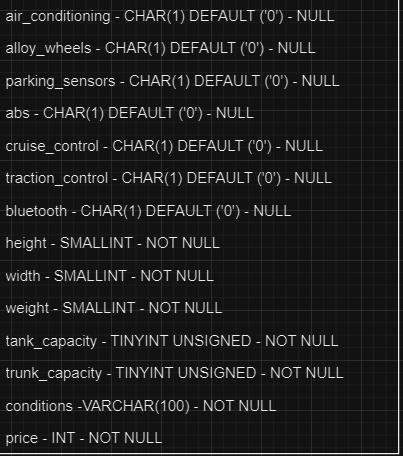 air_conditioning - CHAR(1) DEFAULT ('0') - NULL
alloy_wheels - CHAR(1) DEFAULT ('0') - NULL
parking_sensors - CHAR(1) DEFAULT ('0') - NULL
abs - CHAR(1) DEFAULT ('0') - NULL
cruise_control - CHAR(1) DEFAULT ('0') - NULL
traction_control - CHAR(1) DEFAULT ('0') - NULL
bluetooth - CHAR(1) DEFAULT ('0') - NULL
height - SMALLINT - NOT NULL
width - SMALLINT - NOT NULL
weight - SMALLINT - NOT NULL
tank_capacity - TINYINT UNSIGNED - NOT NULL
trunk_capacity - TINYINT UNSIGNED - NOT NULL
conditions -VARCHAR(100) - NOT NULL
price - INT - NOT NULL